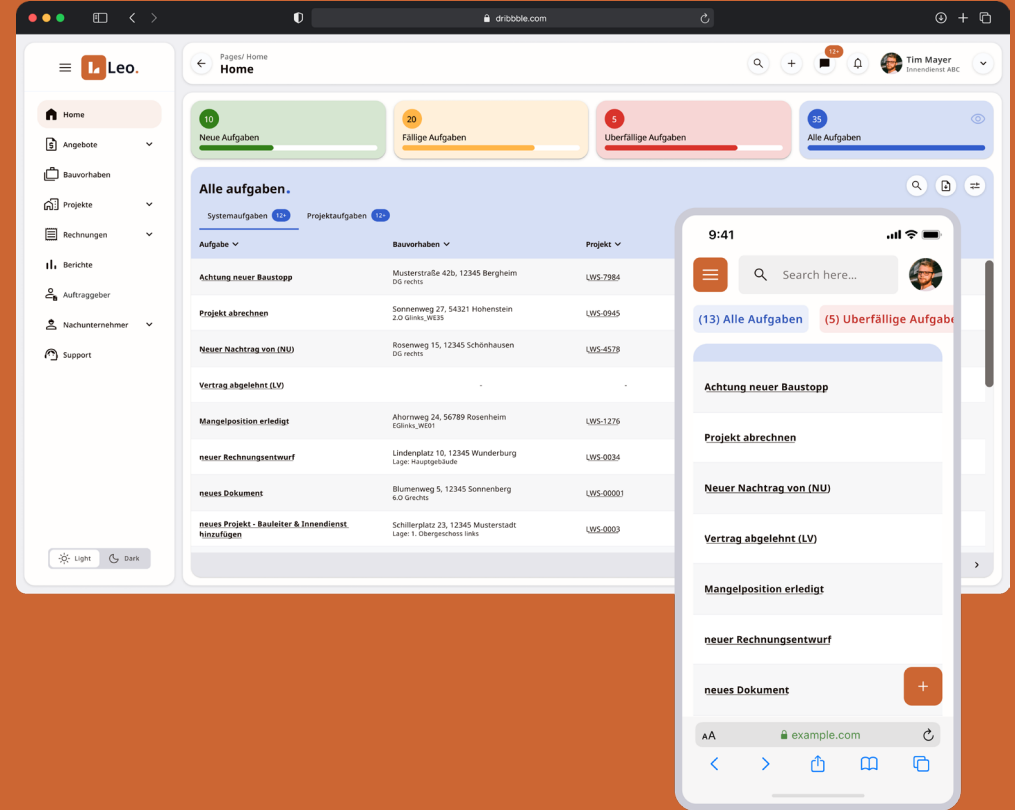 dribbble.com
Leo.
Home
Angebote
Bauvorhaben
Projekte
Rechnungen
Berichte
Auftraggeber
Nachunternehmer
Support
Light Dark
Pages/ Home
Home
12+
Tim Mayer
Innendienst ABC
10
Neue Aufgaben
20
Fällige Aufgaben
5
Uberfällige Aufgaben
35
Alle Aufgaben
Alle aufgaben.
Systemaufgaben 12+ Projektaufgaben 12+
Aufgabe Bauvorhaben Projekt
Achtung neuer Baustopp
Musterstraße 42b, 12345 Bergheim
DG rechts
LWS-7984
Projekt abrechnen
Sonnenweg 27, 54321 Hohenstein
2.O Glinks_WE35
LWS-0945
Neuer Nachtrag von (NU)
Rosenweg 15, 12345 Schönhausen
DG rechts
LWS-4578
Vertrag abgelehnt (LV)
- -
Mangelposition erledigt
Ahornweg 24, 56789 Rosenheim
EGlinks_WE01
LWS-1276
neuer Rechnungsentwurf
Lindenplatz 10, 12345 Wunderburg
Lage: Hauptgebäude
LWS-0034
neues Dokument
Blumenweg 5, 12345 Sonnenberg
6.O Grechts
LWS-00001
neues Projekt - Bauleiter & Innendienst
hinzufügen
Schillerplatz 23, 12345 Musterstadt
Lage: 1. Obergeschoss links
LWS-0003
9:41
Search here...
(13) Alle Aufgaben (5) Uberfällige Aufgabe
Achtung neuer Baustopp
Projekt abrechnen
Neuer Nachtrag von (NU)
Vertrag abgelehnt (LV)
Mangelposition erledigt
neuer Rechnungsentwurf
neues Dokument
AA example.com